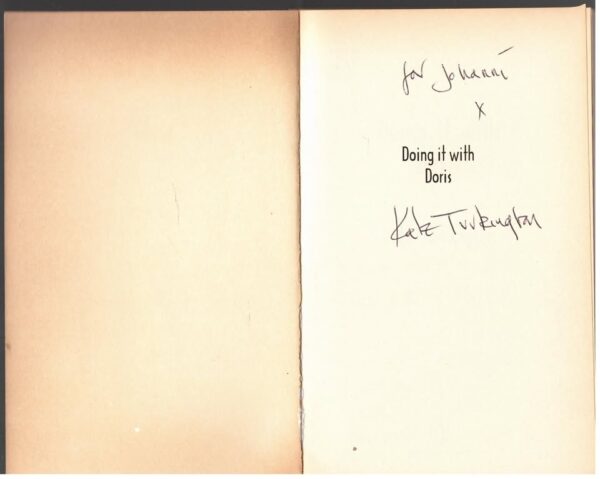 for Johanni
x
Doing it with
Doris
Kate Turkington